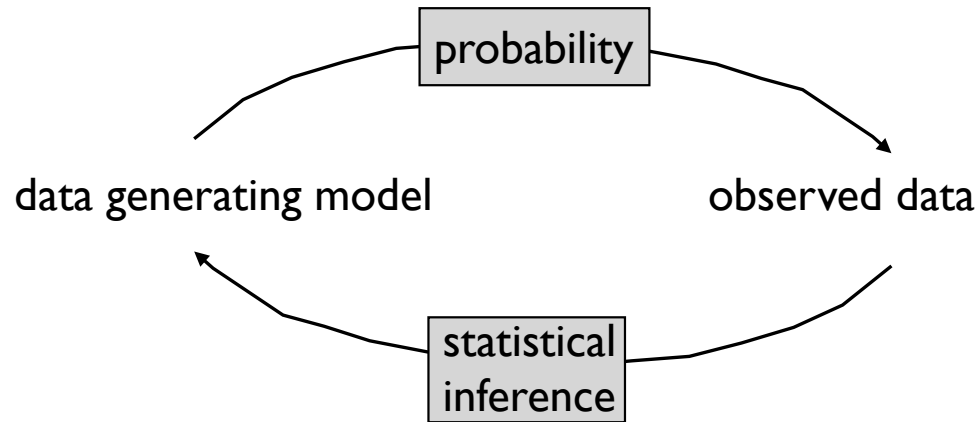 probability
data generating model
observed data
statistical
inference